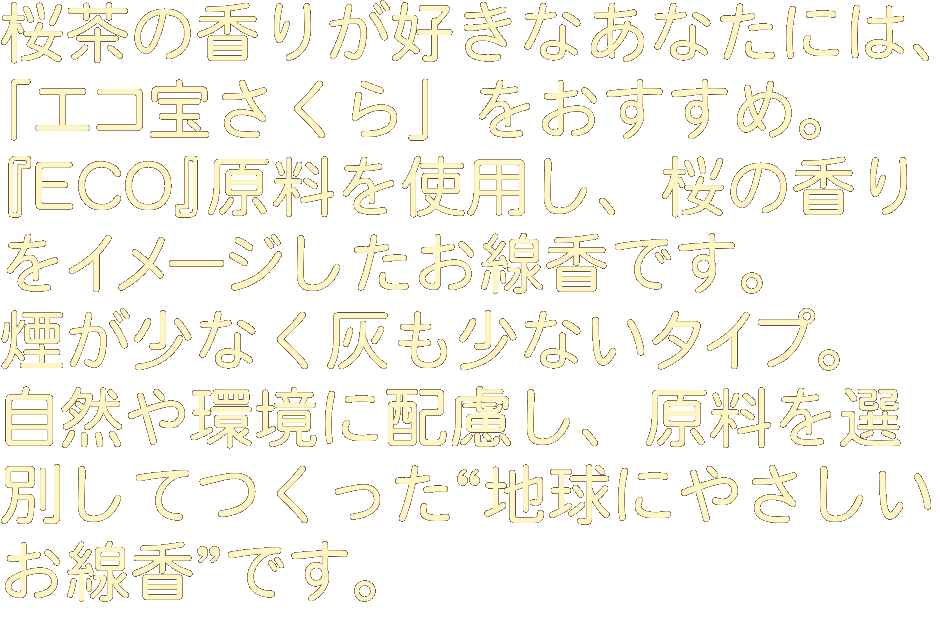 桜茶の香りが好きなあなたには、
「エコ宝さくら」をおすすめ。
『ECO』原料を使用し、桜の香り
をイメージしたお線香です。
煙が少なく灰も少ないタイプ。
自然や環境に配慮し、原料を選
別してつくった“地球にやさしい
お線香”です。